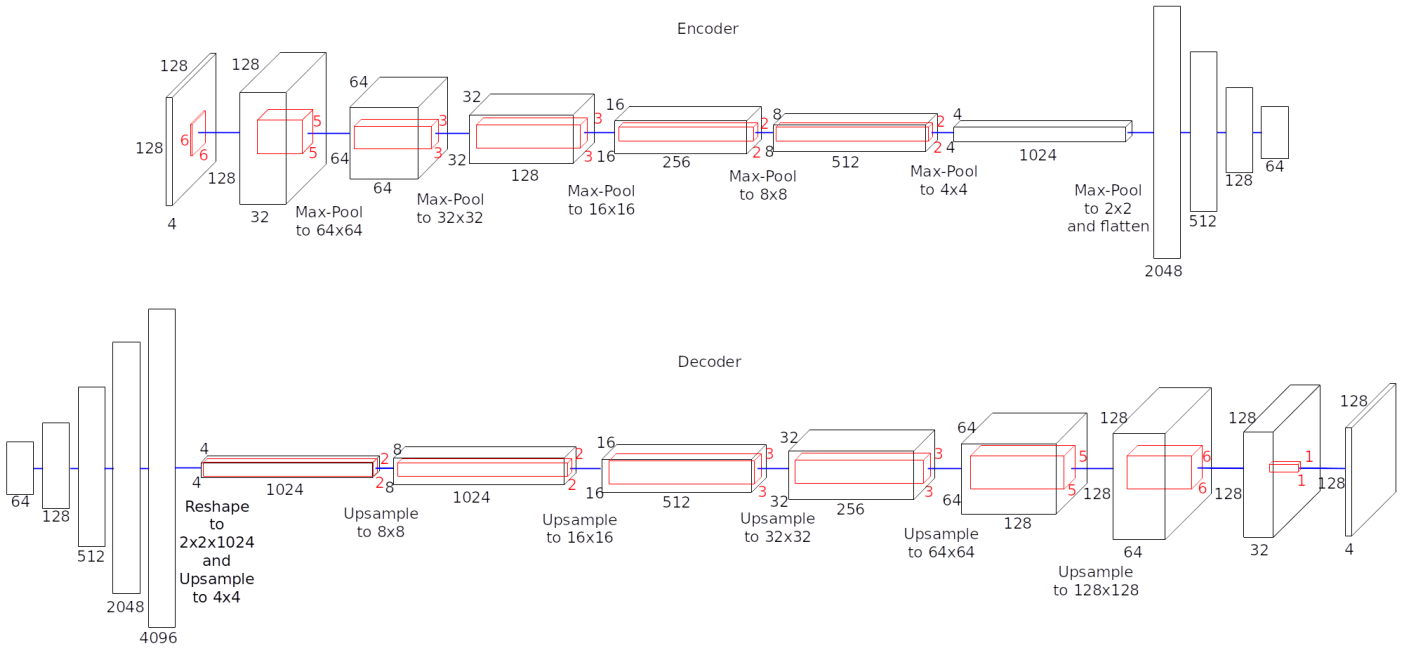 Encoder
128
128
4
6
6
128
128
32
5
5
Max-Pool
to 64x64
64
64
64
3
3
Max-Pool
to 32x32
32
32
128
3
3
Max-Pool
to 16x16
16
16
256
2
2
Max-Pool
to 8x8
8
8
512
2
2
Max-Pool
to 4x4
4
4
1024
Max-Pool
to 2x2
and flatten
2048
512
128
64
Decoder
64
128
512
2048
4096
Reshape
to
2x2x1024
and
Upsample
to 4x4
4
4
1024
2
2
Upsample
to 8x8
8
8
1024
2
2
Upsample
to 16x16
16
16
512
3
3
Upsample
to 32x32
32
32
256
3
3
Upsample
to 64x64
64
64
128
5
5
Upsample
to 128x128
128
128
64
6
6
128
128
32
1
1
128
128
4